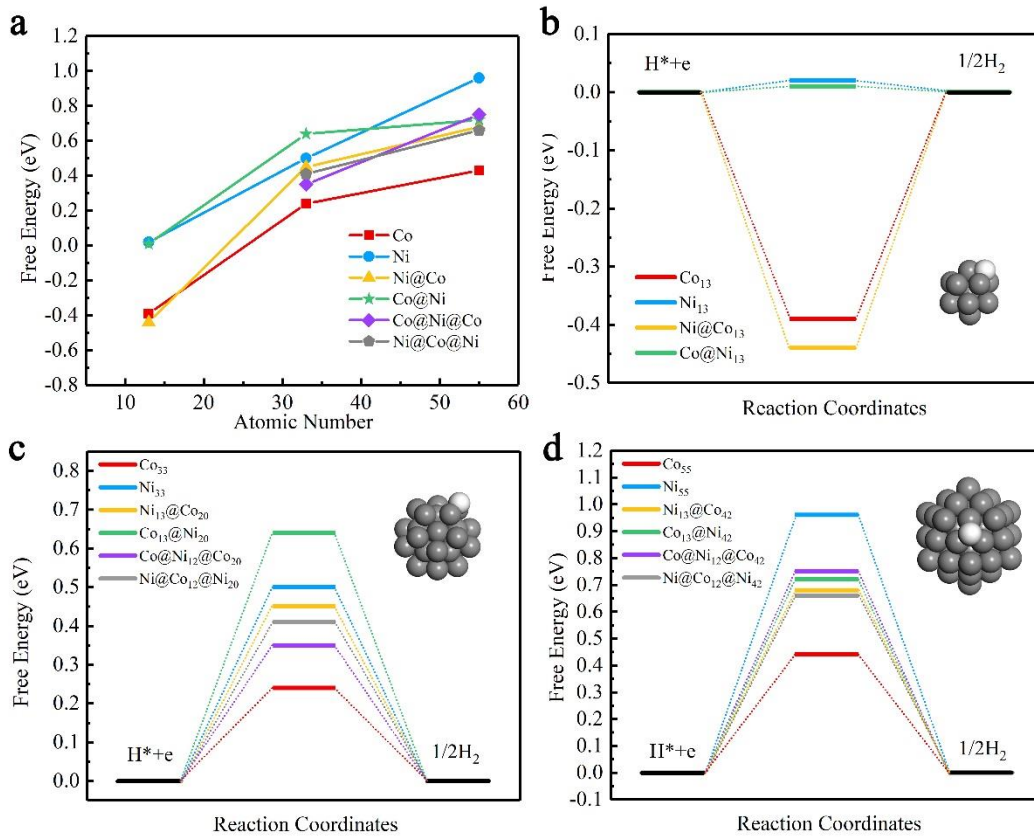 a
1.2
1.0
0.8
0.6
0.4
0.2
0.0
-0.2
-0.4
-0.6
-0.8
Free Energy (eV)
10 20 30 40 50 60
Atomic Number
Co
Ni
Ni@Co
Co@Ni
Co@Ni@Co
Ni@Co@Ni
b
0.1
0.0
-0.1
-0.2
-0.3
-0.4
-0.5
Free Energy (eV)
H*+e
1/2H₂
Co₁₃
Ni₁₃
Ni@Co₁₃
Co@Ni₁₃
Reaction Coordinates
c
0.8
0.7
0.6
0.5
0.4
0.3
0.2
0.1
0.0
Free Energy (eV)
Co₃₃
Ni₃₃
Ni₁₃@Co₂₀
Co₁₃@Ni₂₀
Co@Ni₁₂@Co₂₀
Ni@Co₁₂@Ni₂₀
H*+e
1/2H₂
Reaction Coordinates
d
1.2
1.1
1.0
0.9
0.8
0.7
0.6
0.5
0.4
0.3
0.2
0.1
0.0
-0.1
Free Energy (eV)
Co₅₅
Ni₅₅
Ni₁₃@Co₄₂
Co₁₃@Ni₄₂
Co@Ni₁₂@Co₄₂
Ni@Co₁₂@Ni₄₂
H*+e
1/2H₂
Reaction Coordinates